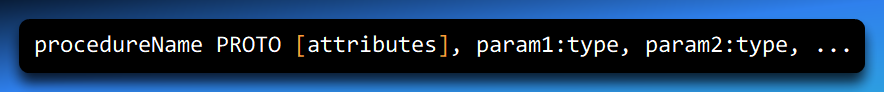 procedureName PROTO [attributes], param1:type, param2:type, ...